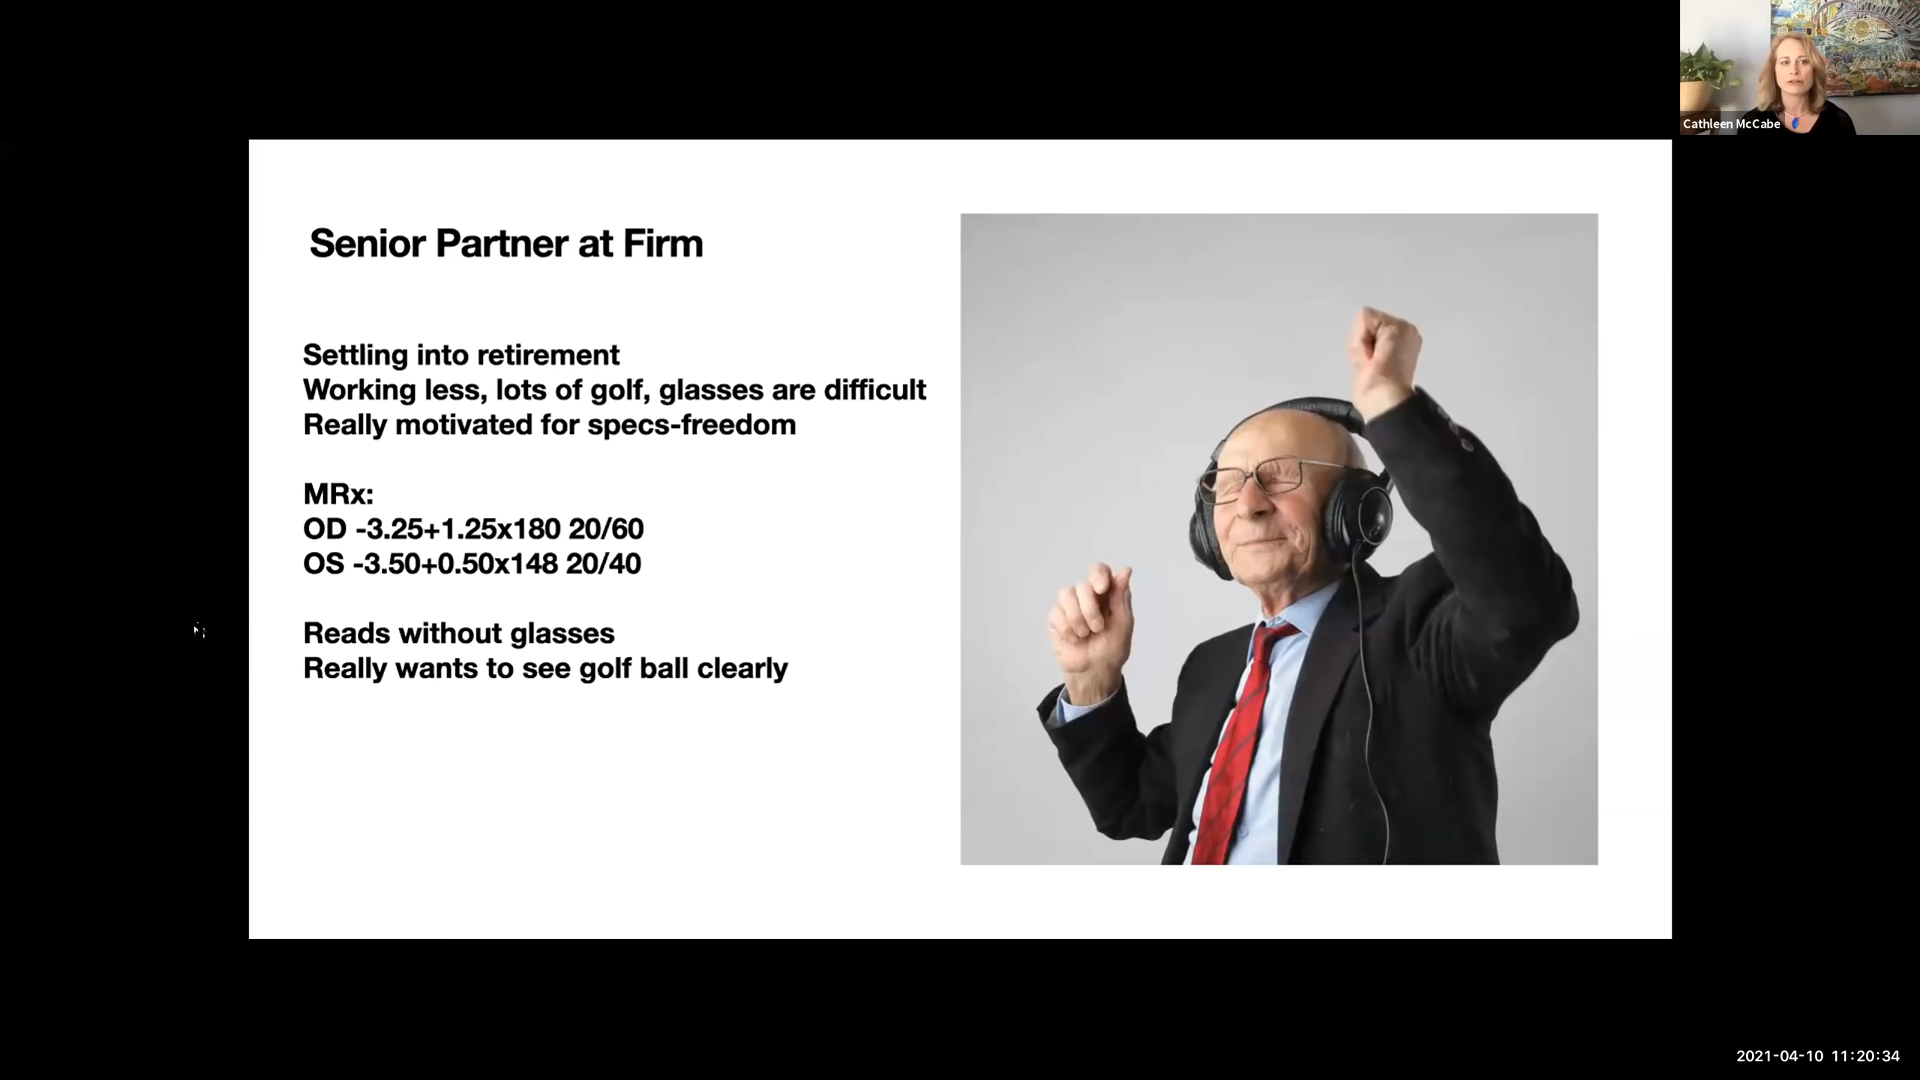 Cathleen McCabe
Senior Partner at Firm
Settling into retirement
Working less, lots of golf, glasses are difficult
Really motivated for specs-freedom
MRx:
OD -3.25+1.25x180 20/60
OS -3.50+0.50x148 20/40
Reads without glasses
Really wants to see golf ball clearly
2021-04-10 11:20:34